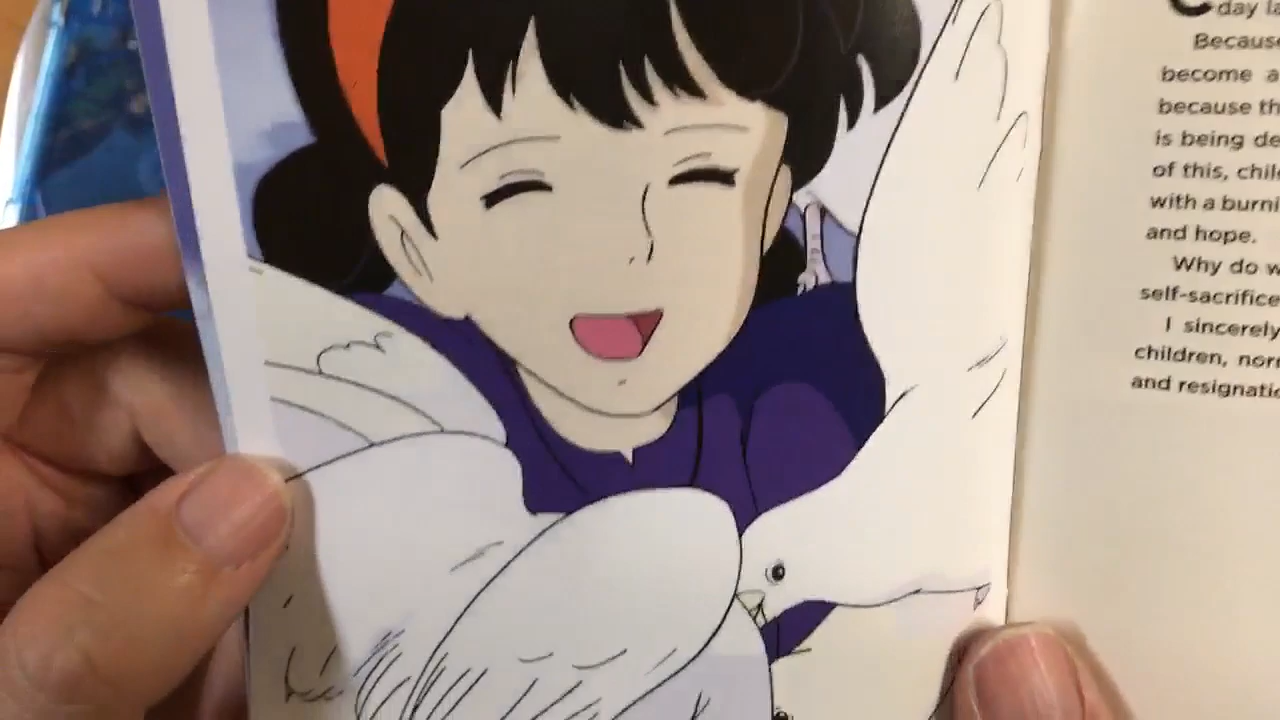 day la
Because
become a
because th
is being de
of this, chil
with a burni
and hope.
Why do w
self-sacrifice
I sincerely
children, nor
and resignatio